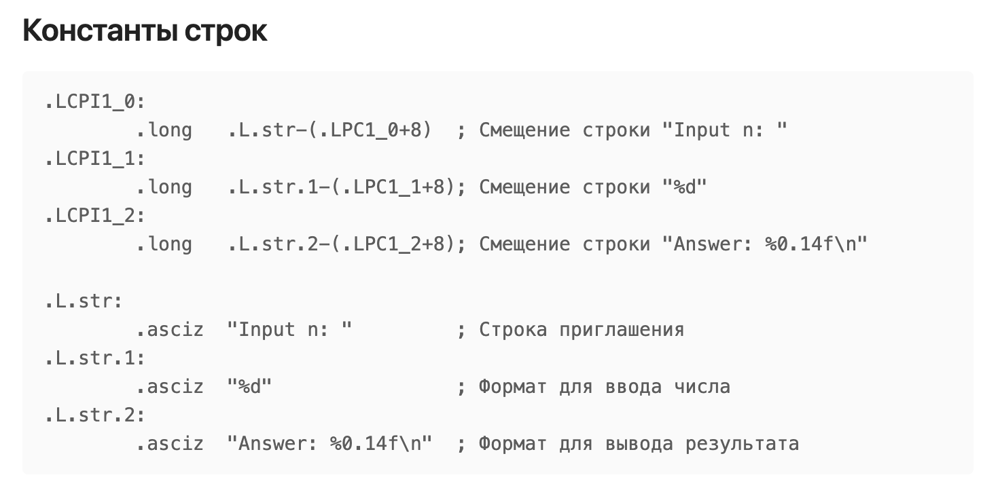 Константы строк
.LCPI1_0:
        .long   .L.str-(.LPC1_0+8)  ; Смещение строки "Input n: "
.LCPI1_1:
        .long   .L.str.1-(.LPC1_1+8); Смещение строки "%d"
.LCPI1_2:
        .long   .L.str.2-(.LPC1_2+8); Смещение строки "Answer: %0.14f\n"
.L.str:
        .asciz  "Input n: "         ; Строка приглашения
.L.str.1:
        .asciz  "%d"                ; Формат для ввода числа
.L.str.2:
        .asciz  "Answer: %0.14f\n"  ; Формат для вывода результата